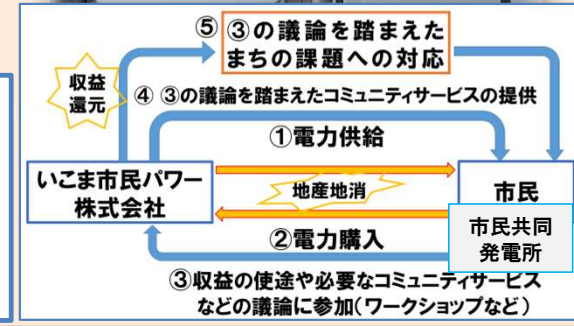 ⑤ ③の議論を踏まえた
まちの課題への対応
収益
還元
④ ③の議論を踏まえたコミュニティサービスの提供
①電力供給
いこま市民パワー
株式会社
地産地消
市民
市民共同
発電所
②電力購入
③収益の使途や必要なコミュニティサービス
などの議論に参加(ワークショップなど)